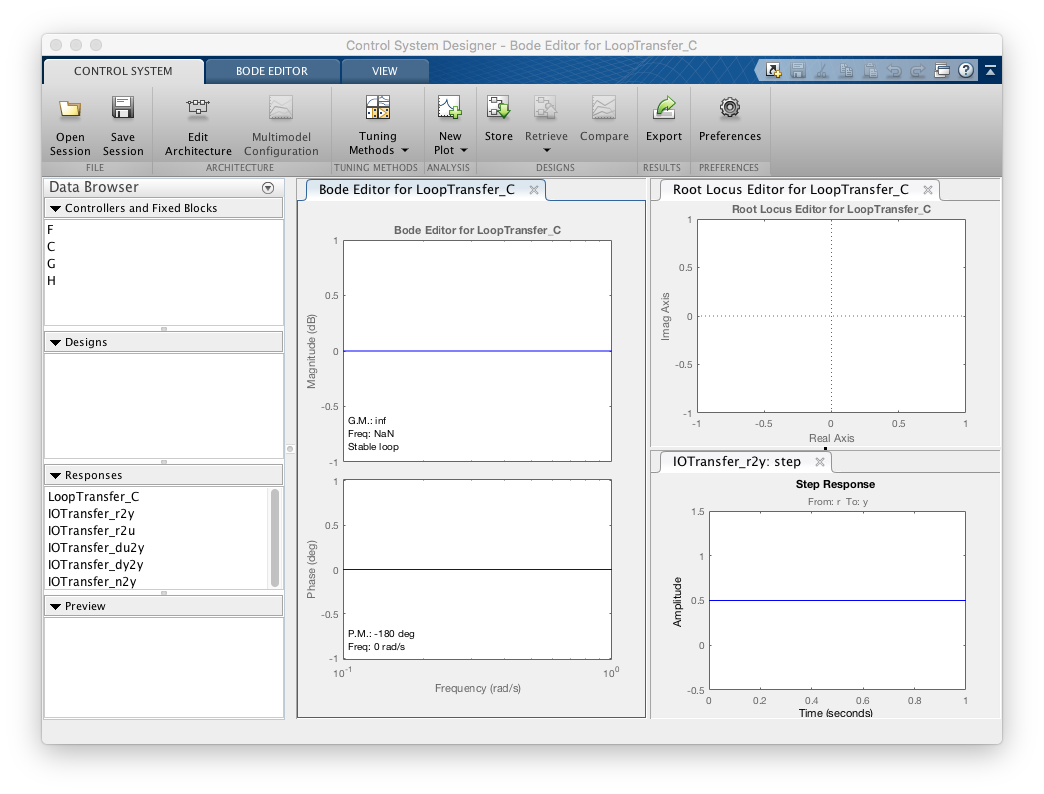 Control System Designer - Bode Editor for LoopTransfer_C
CONTROL SYSTEM
BODE EDITOR
VIEW
Open Session
Save Session
Edit Architecture
Multimodel Configuration
Tuning Methods
New Plot
Store
Retrieve
Compare
Export
Preferences
FILE
ARCHITECTURE
TUNING METHODS
ANALYSIS
DESIGNS
RESULTS
PREFERENCES
Data Browser
Controllers and Fixed Blocks
F
C
G
H
Designs
Responses
LoopTransfer_C
IOTransfer_r2y
IOTransfer_r2u
IOTransfer_du2y
IOTransfer_dy2y
IOTransfer_n2y
Preview
Bode Editor for LoopTransfer_C
Bode Editor for LoopTransfer_C
Magnitude (dB)
1
0.5
0
-0.5
-1
G.M.: inf
Freq: NaN
Stable loop
Phase (deg)
1
0.5
0
-0.5
-1
P.M.: -180 deg
Freq: 0 rad/s
10^-1
10^0
Frequency (rad/s)
Root Locus Editor for LoopTransfer_C
Root Locus Editor for LoopTransfer_C
Imag Axis
1
0.5
0
-0.5
-1
-1
-0.5
0
0.5
1
Real Axis
IOTransfer_r2y: step
Step Response
From: r To: y
Amplitude
1.5
1
0.5
0
-0.5
0
0.2
0.4
0.6
0.8
1
Time (seconds)